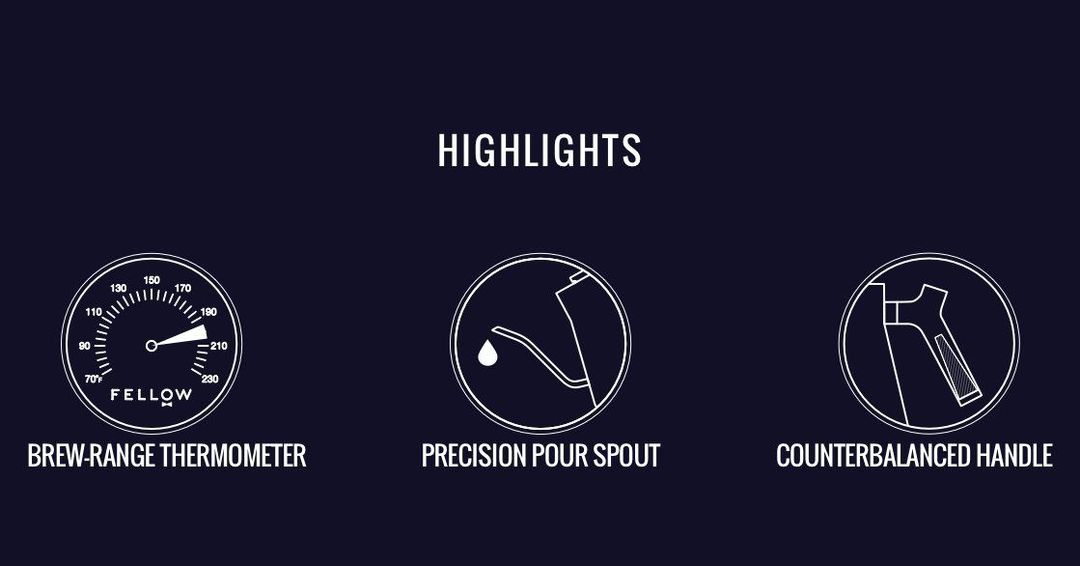 HIGHLIGHTS
150
130
170
110
190
90
210
70°F
230
FELLOW
BREW-RANGE THERMOMETER
PRECISION POUR SPOUT
COUNTERBALANCED HANDLE